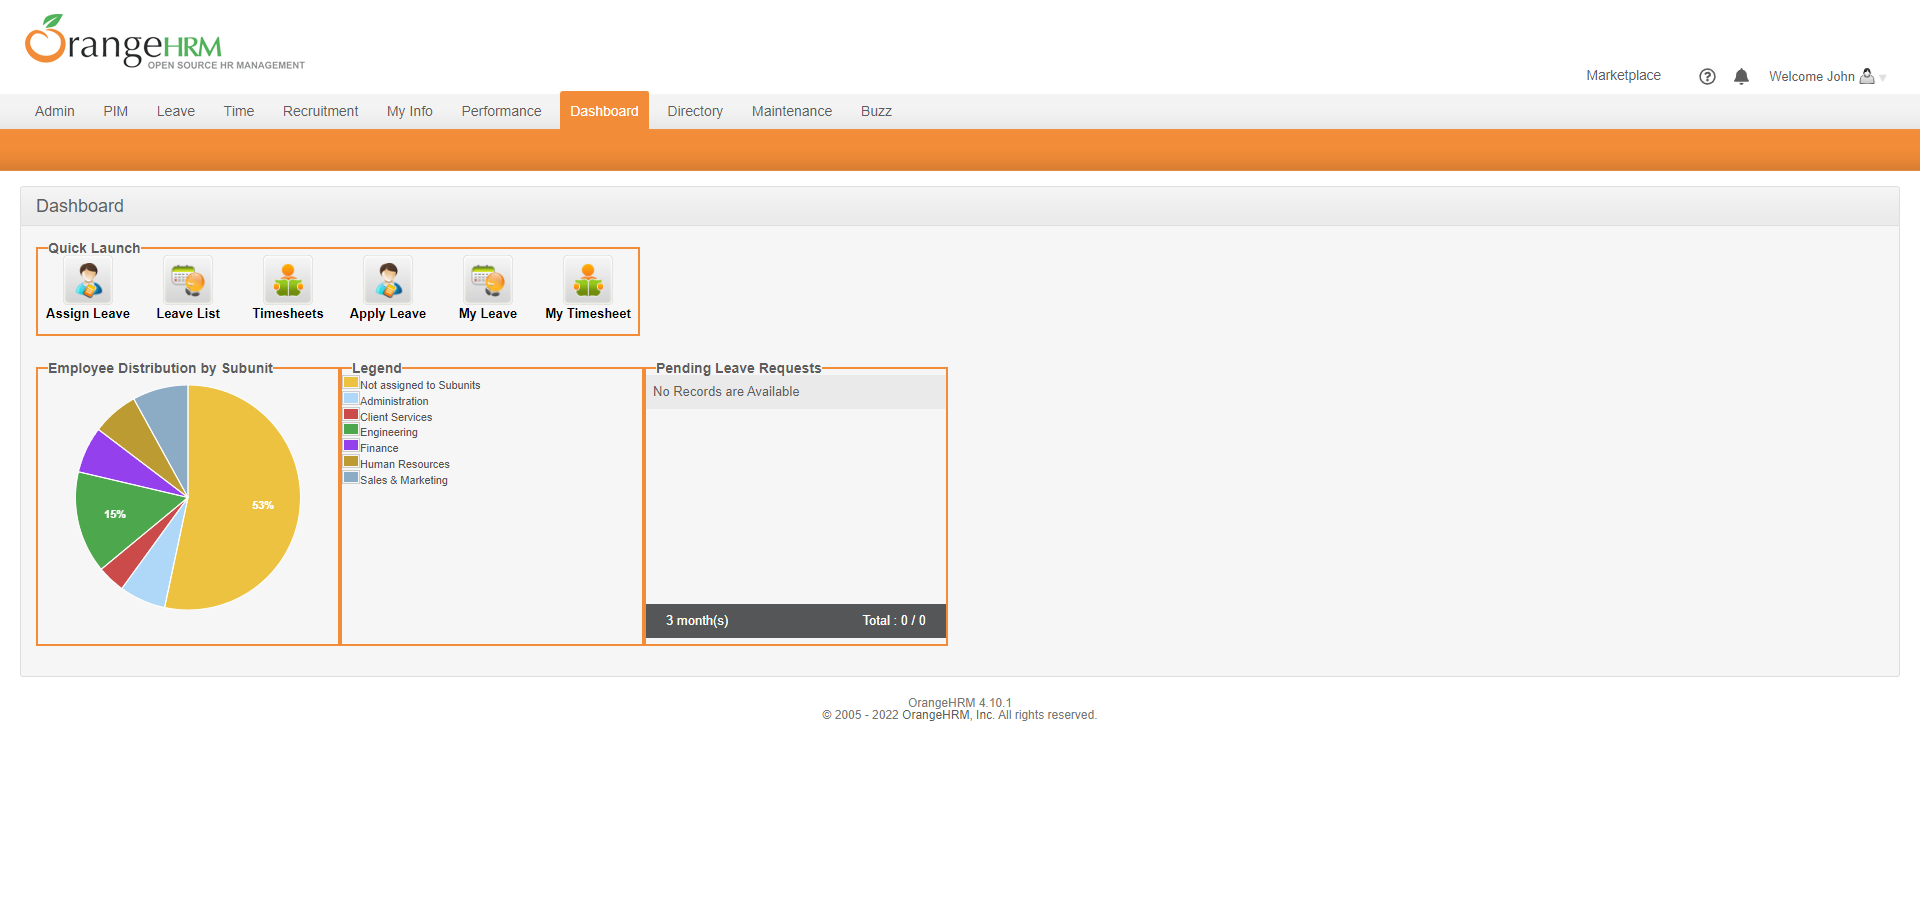 OrangeHRM
OPEN SOURCE HR MANAGEMENT
Marketplace
Welcome John
Admin PIM Leave Time Recruitment My Info Performance Dashboard Directory Maintenance Buzz
Dashboard
Quick Launch
Assign Leave Leave List Timesheets Apply Leave My Leave My Timesheet
Employee Distribution by Subunit
53%
15%
Legend
Not assigned to Subunits
Administration
Client Services
Engineering
Finance
Human Resources
Sales & Marketing
Pending Leave Requests
No Records are Available
3 month(s) Total : 0 / 0
OrangeHRM 4.10.1
© 2005 - 2022 OrangeHRM, Inc. All rights reserved.